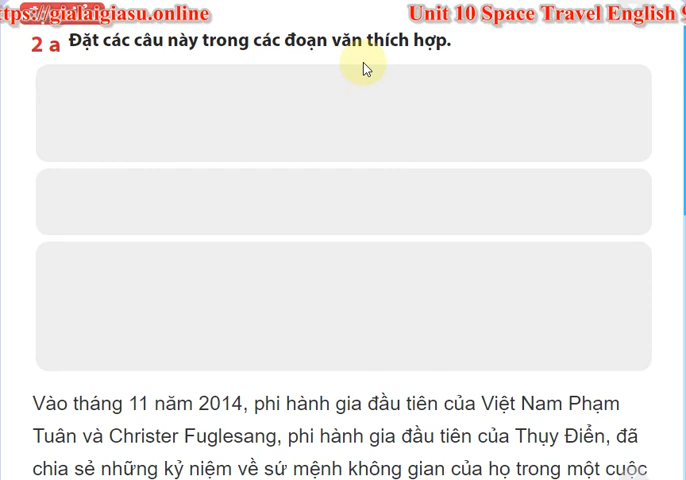 ttps://gialaigiasu.online
Unit 10 Space Travel English 9
2 a Đặt các câu này trong các đoạn văn thích hợp.
Vào tháng 11 năm 2014, phi hành gia đầu tiên của Việt Nam Phạm
Tuân và Christer Fuglesang, phi hành gia đầu tiên của Thụy Điển, đã
chia sẻ những kỷ niệm về sứ mệnh không gian của họ trong một cuộc